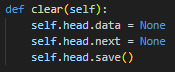 def clear(self):
    self.head.data = None
    self.head.next = None
    self.head.save()